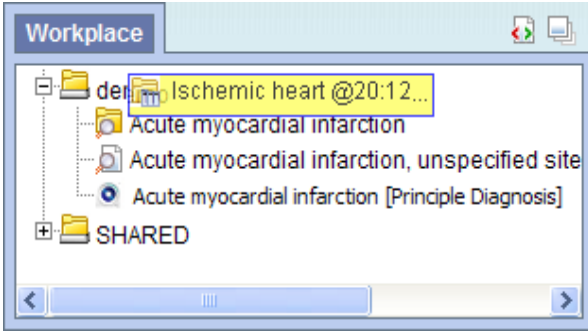 Workplace
Ischemic heart @20:12...
Acute myocardial infarction
Acute myocardial infarction, unspecified site
Acute myocardial infarction [Principle Diagnosis]
SHARED